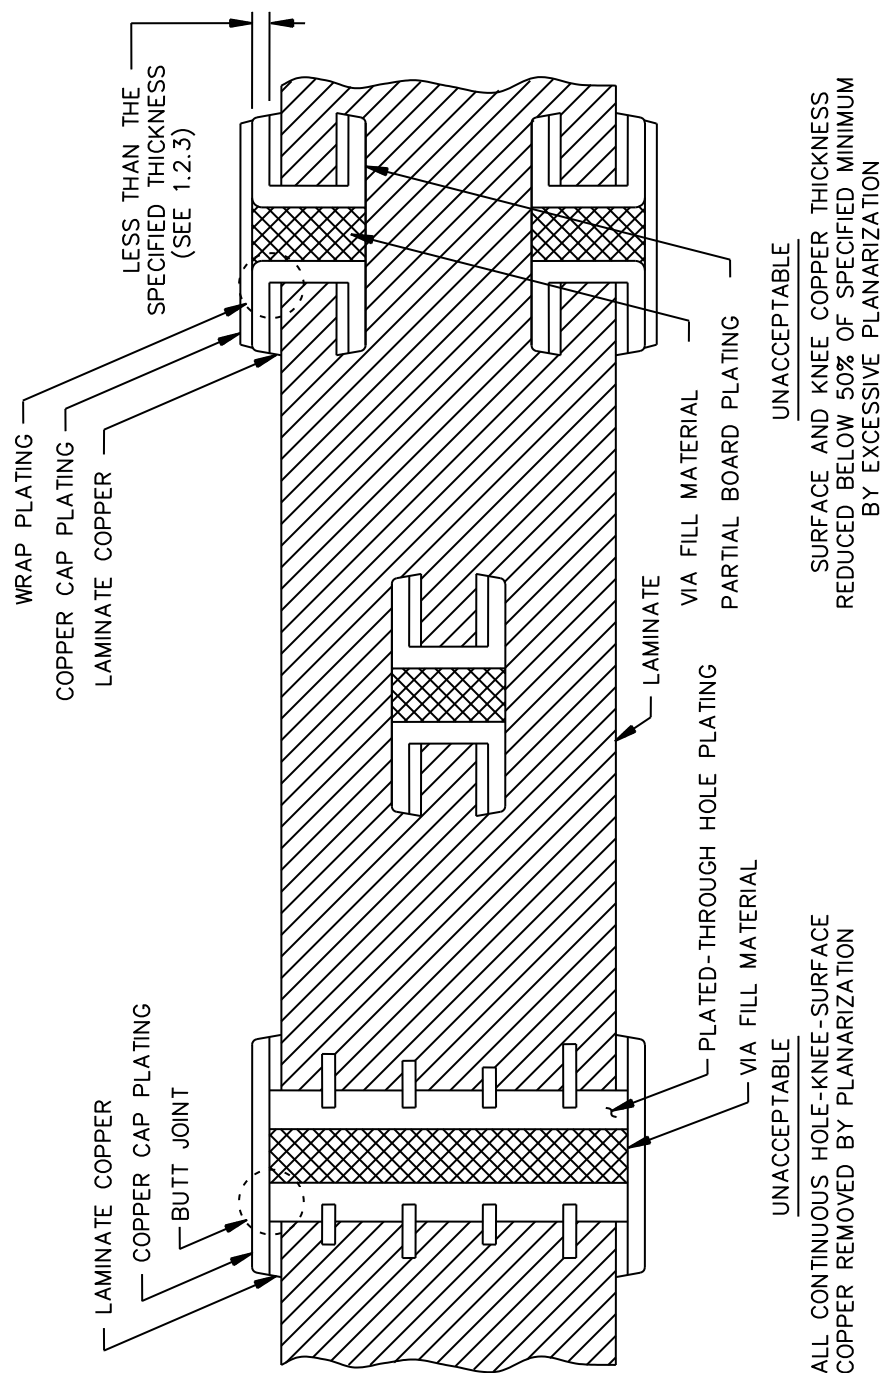 LAMINATE COPPER
COPPER CAP PLATING
BUTT JOINT
WRAP PLATING
COPPER CAP PLATING
LAMINATE COPPER
LESS THAN THE
SPECIFIED THICKNESS
(SEE 1.2.3)
PLATED-THROUGH HOLE PLATING
VIA FILL MATERIAL
LAMINATE
VIA FILL MATERIAL
PARTIAL BOARD PLATING
UNACCEPTABLE
ALL CONTINUOUS HOLE-KNEE-SURFACE
COPPER REMOVED BY PLANARIZATION
UNACCEPTABLE
SURFACE AND KNEE COPPER THICKNESS
REDUCED BELOW 50% OF SPECIFIED MINIMUM
BY EXCESSIVE PLANARIZATION